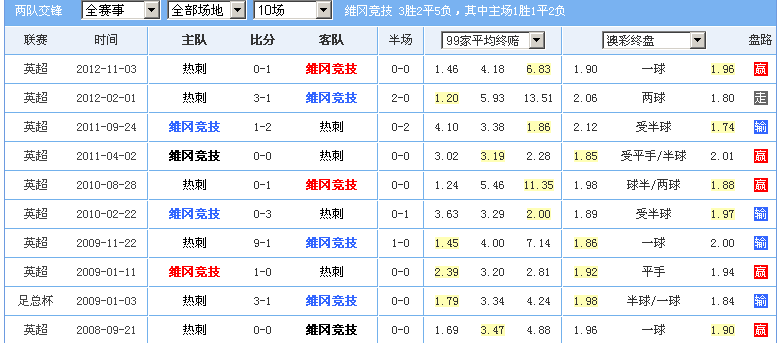 两队交锋 全赛事 全部场地 10场 维冈竞技 3胜2平5负，其中主场1胜1平2负
联赛 时间 主队 比分 客队 半场 99家平均终赔 澳彩终盘 盘路
英超 2012-11-03 热刺 0-1 维冈竞技 0-0 1.46 4.18 6.83 1.90 一球 1.96 赢
英超 2012-02-01 热刺 3-1 维冈竞技 2-0 1.20 5.93 13.51 2.06 两球 1.80 走
英超 2011-09-24 维冈竞技 1-2 热刺 0-2 4.10 3.38 1.86 2.12 受半球 1.74 输
英超 2011-04-02 维冈竞技 0-0 热刺 0-0 3.02 3.19 2.28 1.85 受平手/半球 2.01 赢
英超 2010-08-28 热刺 0-1 维冈竞技 0-0 1.24 5.46 11.35 1.98 球半/两球 1.88 赢
英超 2010-02-22 维冈竞技 0-3 热刺 0-1 3.63 3.29 2.00 1.89 受半球 1.97 输
英超 2009-11-22 热刺 9-1 维冈竞技 1-0 1.45 4.00 7.14 1.86 一球 2.00 输
英超 2009-01-11 维冈竞技 1-0 热刺 0-0 2.39 3.20 2.81 1.92 平手 1.94 赢
足总杯 2009-01-03 热刺 3-1 维冈竞技 0-0 1.79 3.34 4.24 1.98 半球/一球 1.84 输
英超 2008-09-21 热刺 0-0 维冈竞技 0-0 1.69 3.47 4.88 1.96 一球 1.90 赢